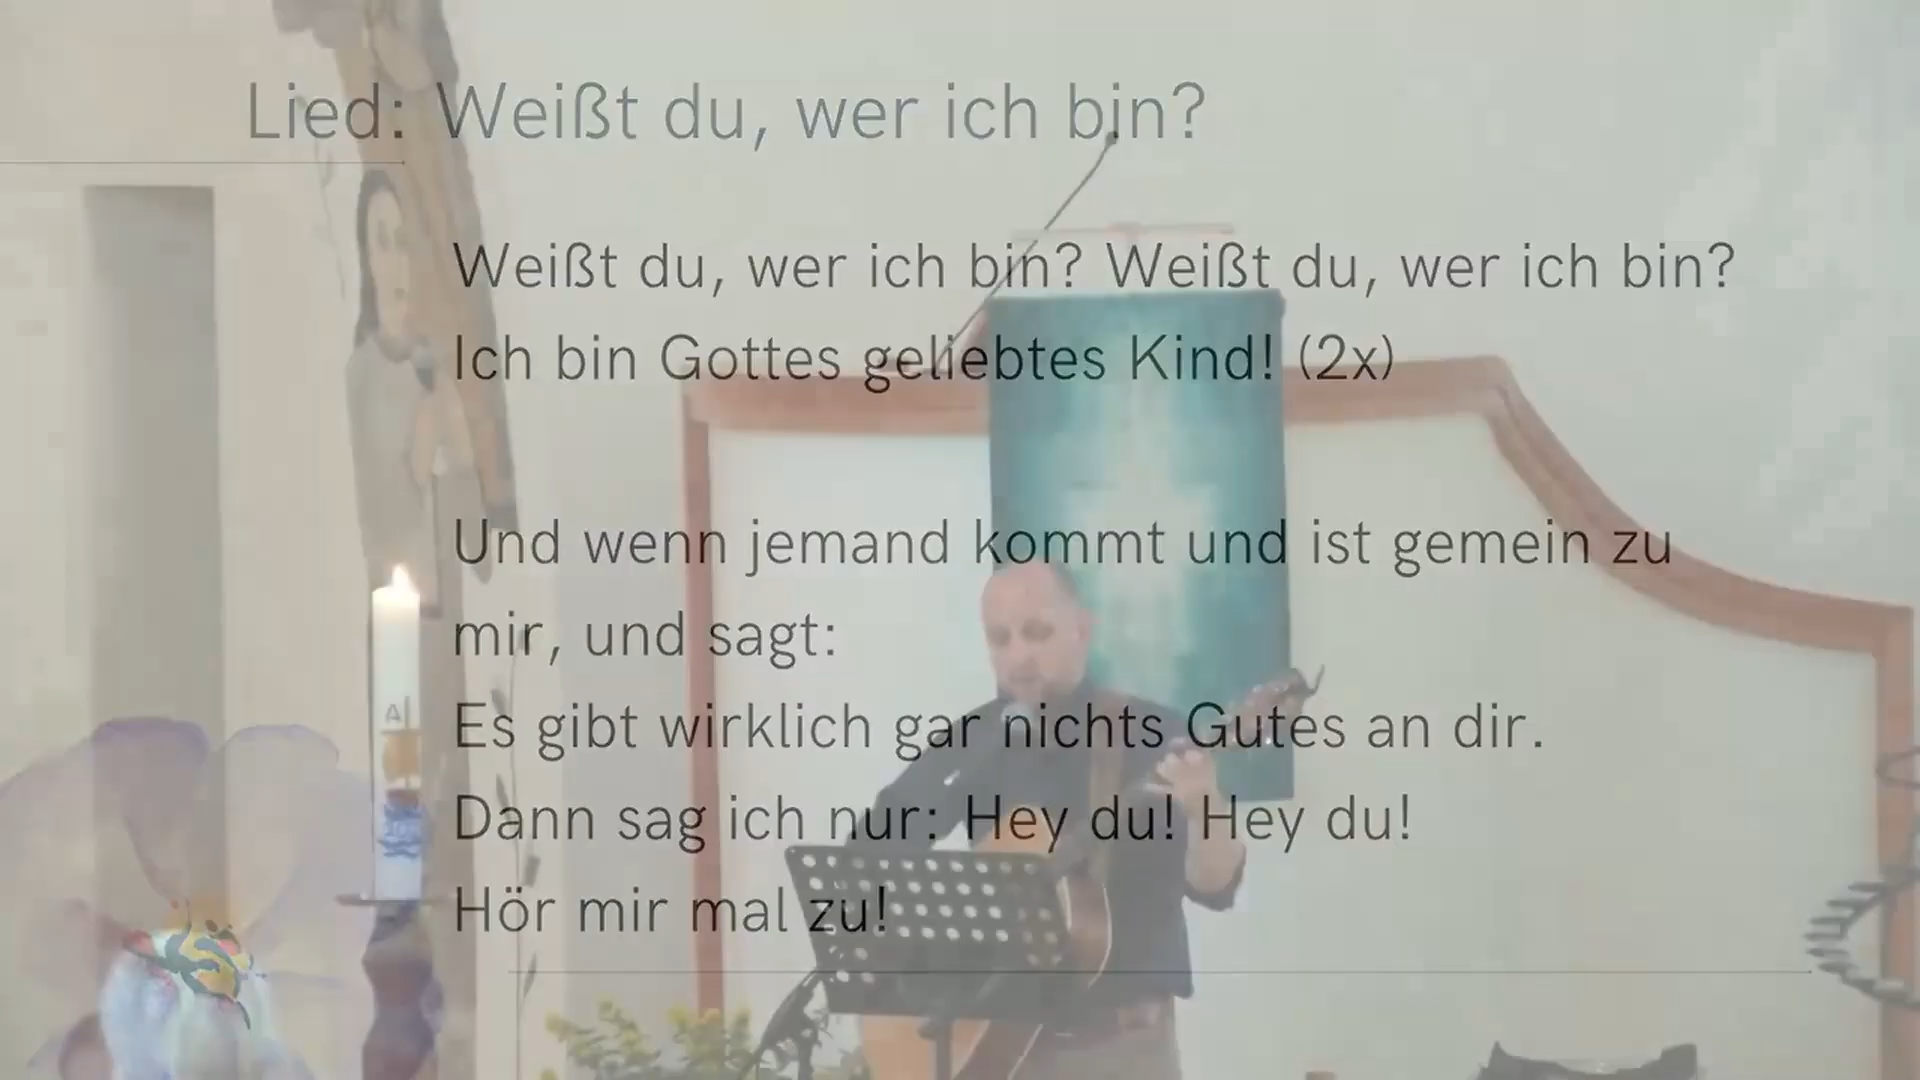 Lied: Weißt du, wer ich bin?
Weißt du, wer ich bin? Weißt du, wer ich bin?
Ich bin Gottes geliebtes Kind! (2x)
Und wenn jemand kommt und ist gemein zu
mir, und sagt:
Es gibt wirklich gar nichts Gutes an dir.
Dann sag ich nur: Hey du! Hey du!
Hör mir mal zu!